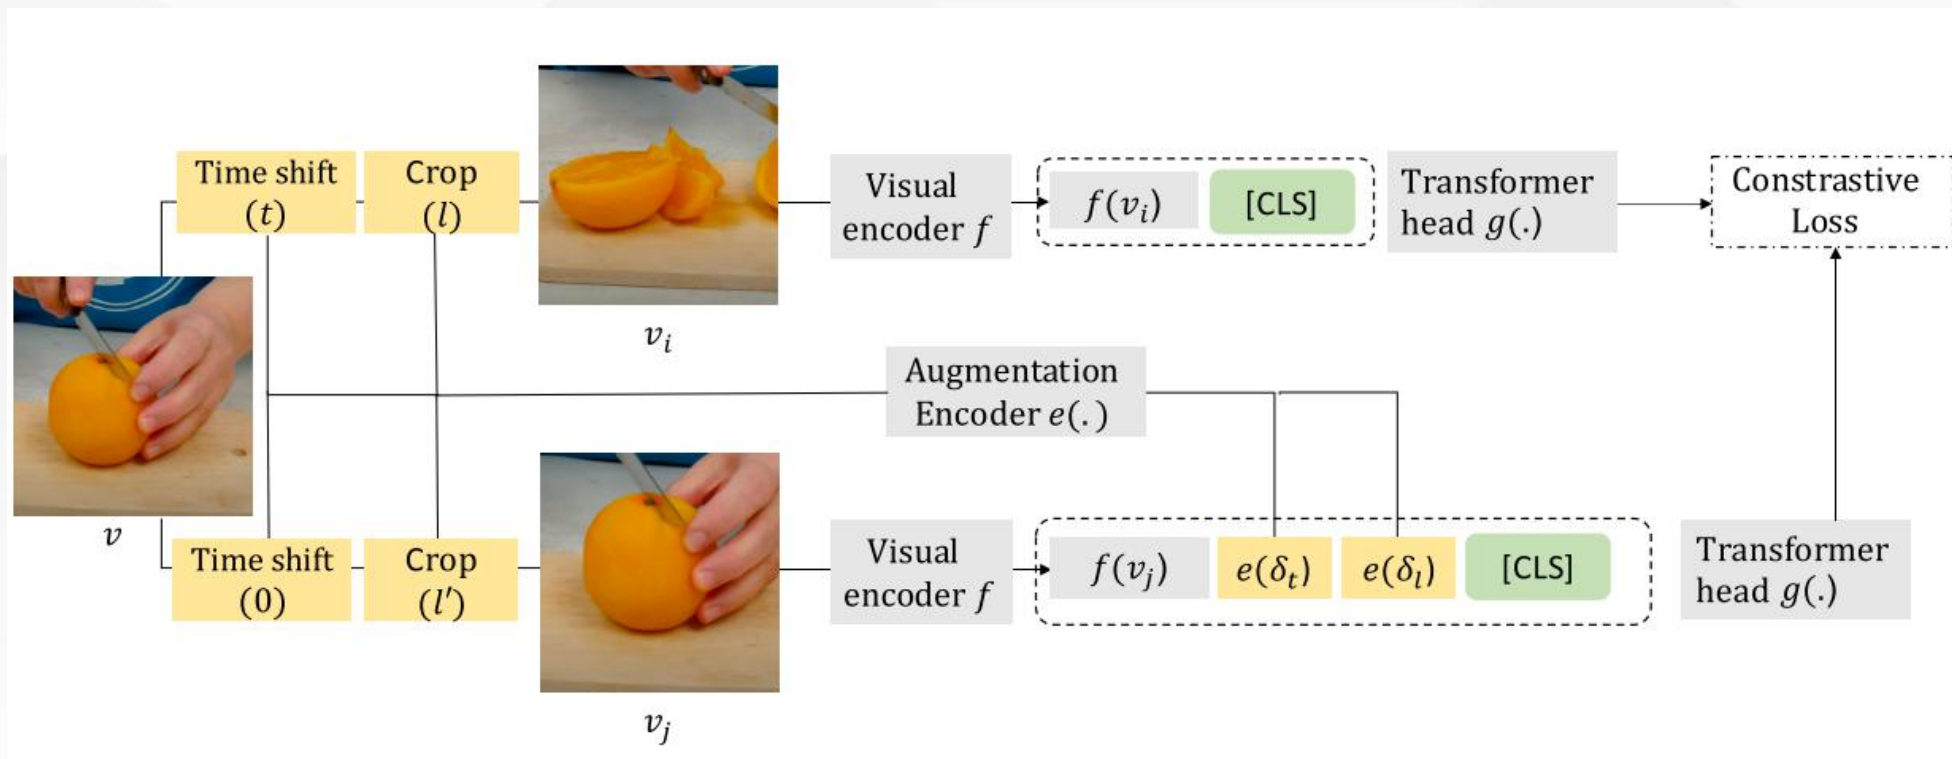 Time shift
(t)
Crop
(l)
v_i
Visual
encoder f
f(v_i)
[CLS]
Transformer
head g(.)
Constrastive
Loss
v
Augmentation
Encoder e(. )
Time shift
(0)
Crop
(l′)
v_j
Visual
encoder f
f(v_j)
e(δ_t)
e(δ_l)
[CLS]
Transformer
head g(.)